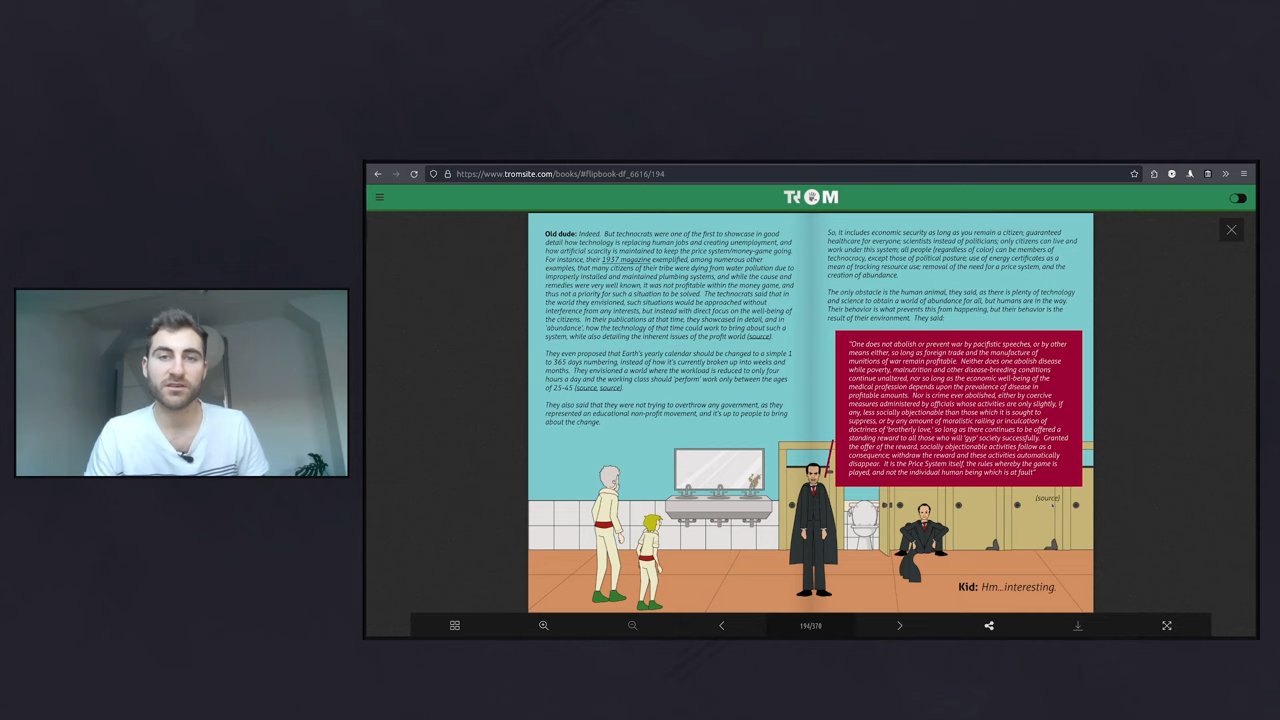 https://www.tromsite.com/books/#flipbook-df_6616/194
TROM
Old dude: Indeed. But technocrats were one of the first to showcase in good
detail how technology is replacing human jobs and creating unemployment, and
how artificial scarcity is maintained to keep the price system/money-game going.
For instance, their 1937 magazine exemplified, among numerous other
examples, that many citizens of their tribe were dying from water pollution due to
improperly installed and maintained plumbing systems, and while the cause and
remedies were very well known, it was not profitable within the money game, and
thus not a priority for such a situation to be solved. The technocrats said that in
the world they envisioned, such situations would be approached without
interference from any interests, but instead with direct focus on the well-being of
the citizens. In their publications at that time, they showcased in detail, and in
'abundance', how the technology of that time could work to bring about such a
system, while also detailing the inherent issues of the profit world (source).
They even proposed that Earth's yearly calendar should be changed to a simple 1
to 365 days numbering, instead of how it's currently broken up into weeks and
months. They envisioned a world where the workload is reduced to only four
hours a day and the working class should 'perform' work only between the ages
of 25-45 (source, source).
They also said that they were not trying to overthrow any government, as they
represented an educational non-profit movement, and it's up to people to bring
about the change.
So, it includes economic security as long as you remain a citizen; guaranteed
healthcare for everyone; scientists instead of politicians; only citizens can live and
work under this system; all people (regardless of color) can be members of
technocracy, except those of political posture; use of energy certificates as a
mean of tracking resource use; removal of the need for a price system, and the
creation of abundance.
The only obstacle is the human animal, they said, as there is plenty of technology
and science to obtain a world of abundance for all, but humans are in the way.
Their behavior is what prevents this from happening, but their behavior is the
result of their environment. They said:
"One does not abolish or prevent war by pacifistic speeches, or by other
means either, so long as foreign trade and the manufacture of
munitions of war remain profitable. Neither does one abolish disease
while poverty, malnutrition and other disease-breeding conditions
continue unaltered, nor so long as the economic well-being of the
medical profession depends upon the prevalence of disease in
profitable amounts. Nor is crime ever abolished, either by coercive
measures administered by officials whose activities are only slightly, if
any, less socially objectionable than those which it is sought to
suppress, or by any amount of moralistic railing or inculcation of
doctrines of 'brotherly love,' so long as there continues to be offered a
standing reward to all those who will 'gyp' society successfully. Granted
the offer of the reward, socially objectionable activities follow as a
consequence; withdraw the reward and these activities automatically
disappear. It is the Price System itself, the rules whereby the game is
played, and not the individual human being which is at fault"
(source)
Kid: Hm...interesting.
194/370